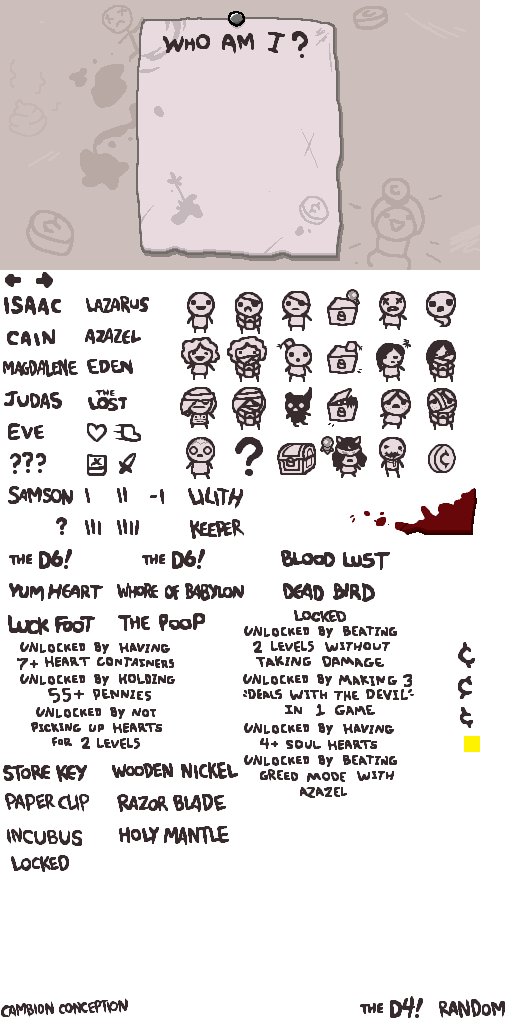 WHO AM I?
ISAAC LAZARUS
CAIN AZAZEL
MAGDALENE EDEN
JUDAS THE LOST
EVE
???
SAMSON I II -I LILITH
? III IIII KEEPER
THE D6! THE D6! BLOOD LUST
YUM HEART WHORE OF BABYLON DEAD BIRD
LUCK FOOT THE POOP
LOCKED
UNLOCKED BY HAVING
7+ HEART CONTAINERS
UNLOCKED BY HOLDING
55+ PENNIES
UNLOCKED BY NOT
PICKING UP HEARTS
FOR 2 LEVELS
UNLOCKED BY BEATING
2 LEVELS WITHOUT
TAKING DAMAGE
UNLOCKED BY MAKING 3
"DEALS WITH THE DEVIL"
IN 1 GAME
UNLOCKED BY HAVING
4+ SOUL HEARTS
UNLOCKED BY BEATING
GREED MODE WITH
AZAZEL
¢
¢
¢
STORE KEY WOODEN NICKEL
PAPER CLIP RAZOR BLADE
INCUBUS HOLY MANTLE
LOCKED
CAMBION CONCEPTION THE D4! RANDOM